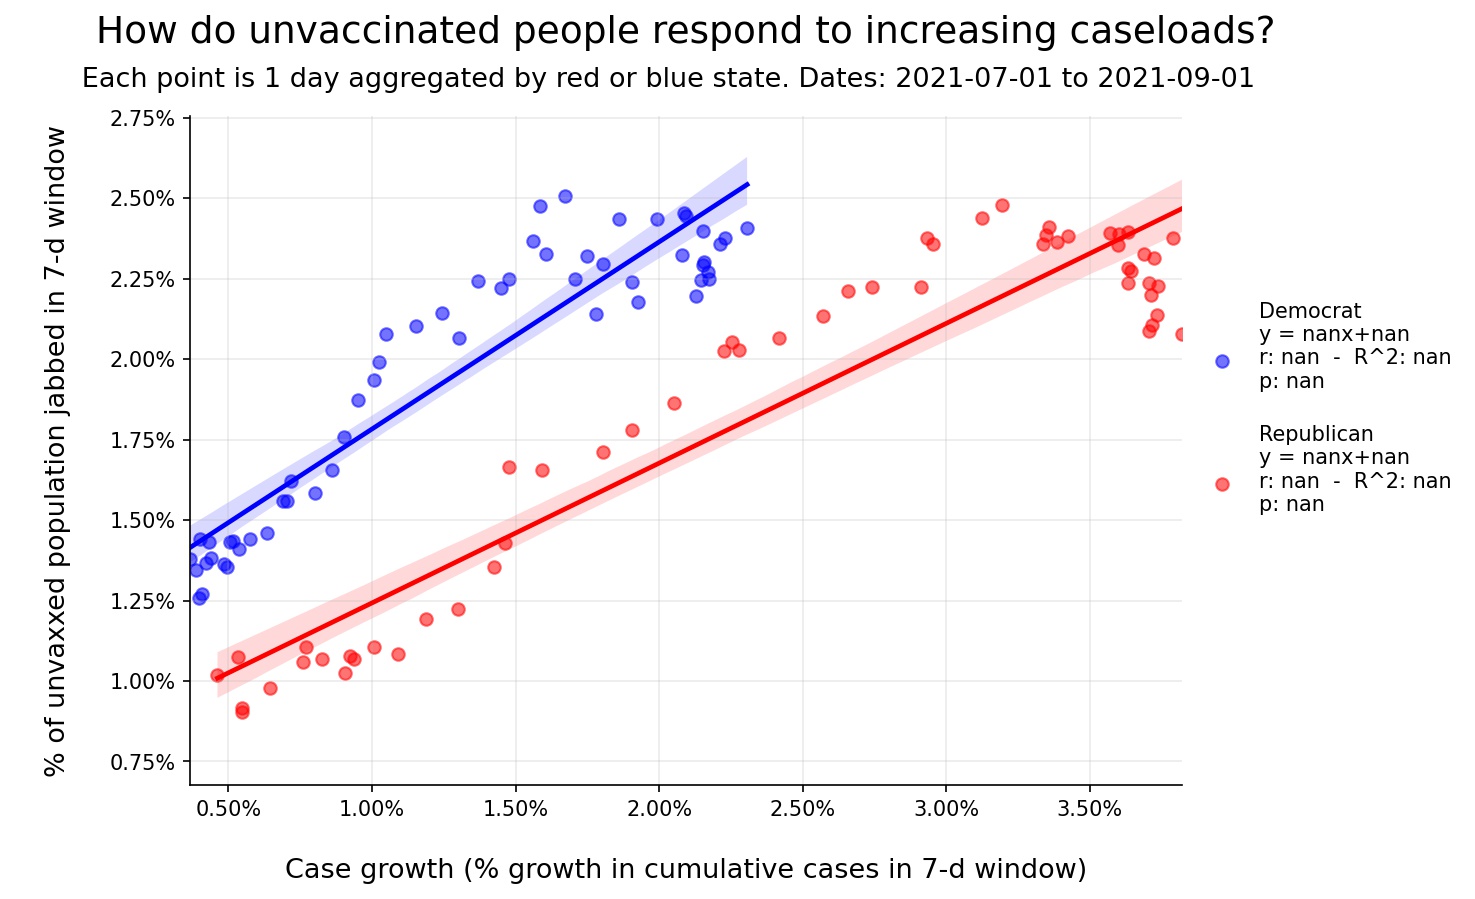 How do unvaccinated people respond to increasing caseloads?
Each point is 1 day aggregated by red or blue state. Dates: 2021-07-01 to 2021-09-01
% of unvaxxed population jabbed in 7-d window
2.75%
2.50%
2.25%
2.00%
1.75%
1.50%
1.25%
1.00%
0.75%
0.50%
1.00%
1.50%
2.00%
2.50%
3.00%
3.50%
Case growth (% growth in cumulative cases in 7-d window)
Democrat
y = nanx+nan
r: nan  -  R^2: nan
p: nan
Republican
y = nanx+nan
r: nan  -  R^2: nan
p: nan